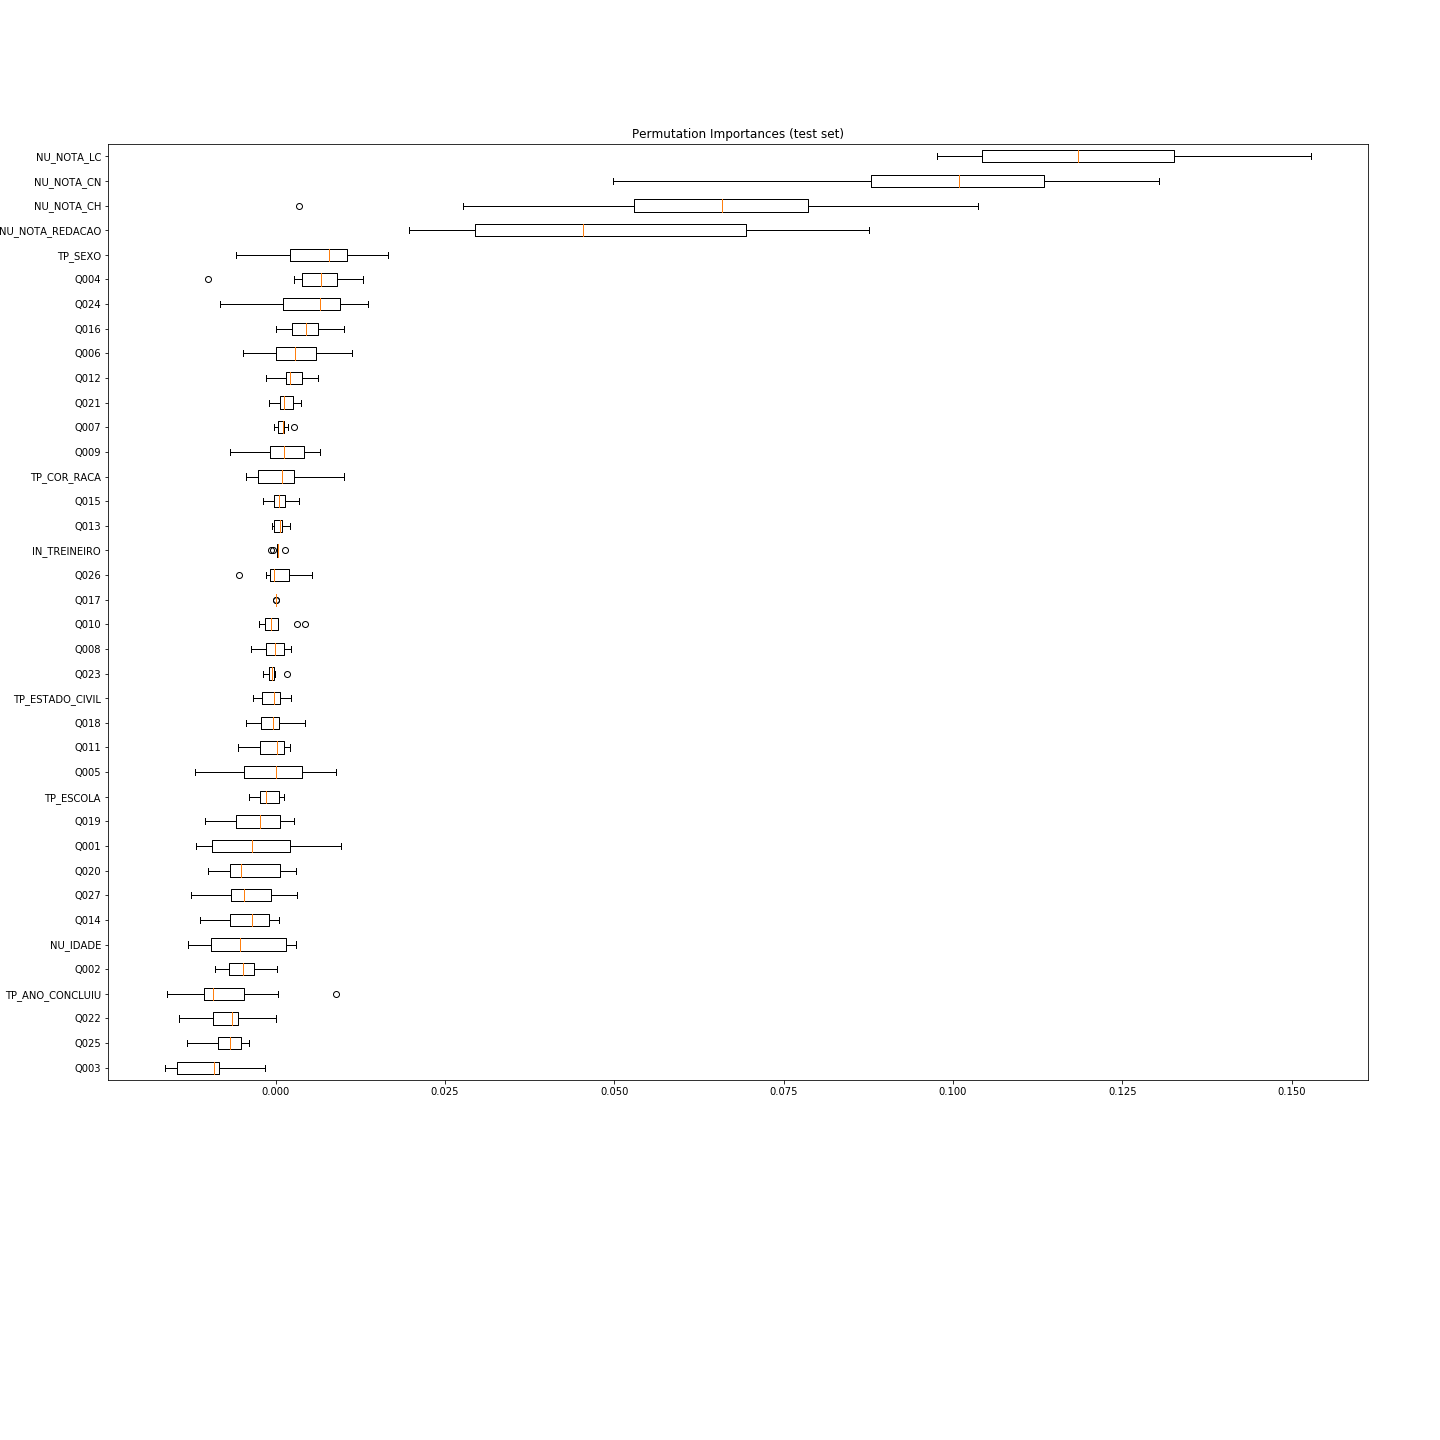 Permutation Importances (test set)
NU_NOTA_LC
NU_NOTA_CN
NU_NOTA_CH
NU_NOTA_REDACAO
TP_SEXO
Q004
Q024
Q016
Q006
Q012
Q021
Q007
Q009
TP_COR_RACA
Q015
Q013
IN_TREINEIRO
Q026
Q017
Q010
Q008
Q023
TP_ESTADO_CIVIL
Q018
Q011
Q005
TP_ESCOLA
Q019
Q001
Q020
Q027
Q014
NU_IDADE
Q002
TP_ANO_CONCLUIU
Q022
Q025
Q003
0.000 0.025 0.050 0.075 0.100 0.125 0.150